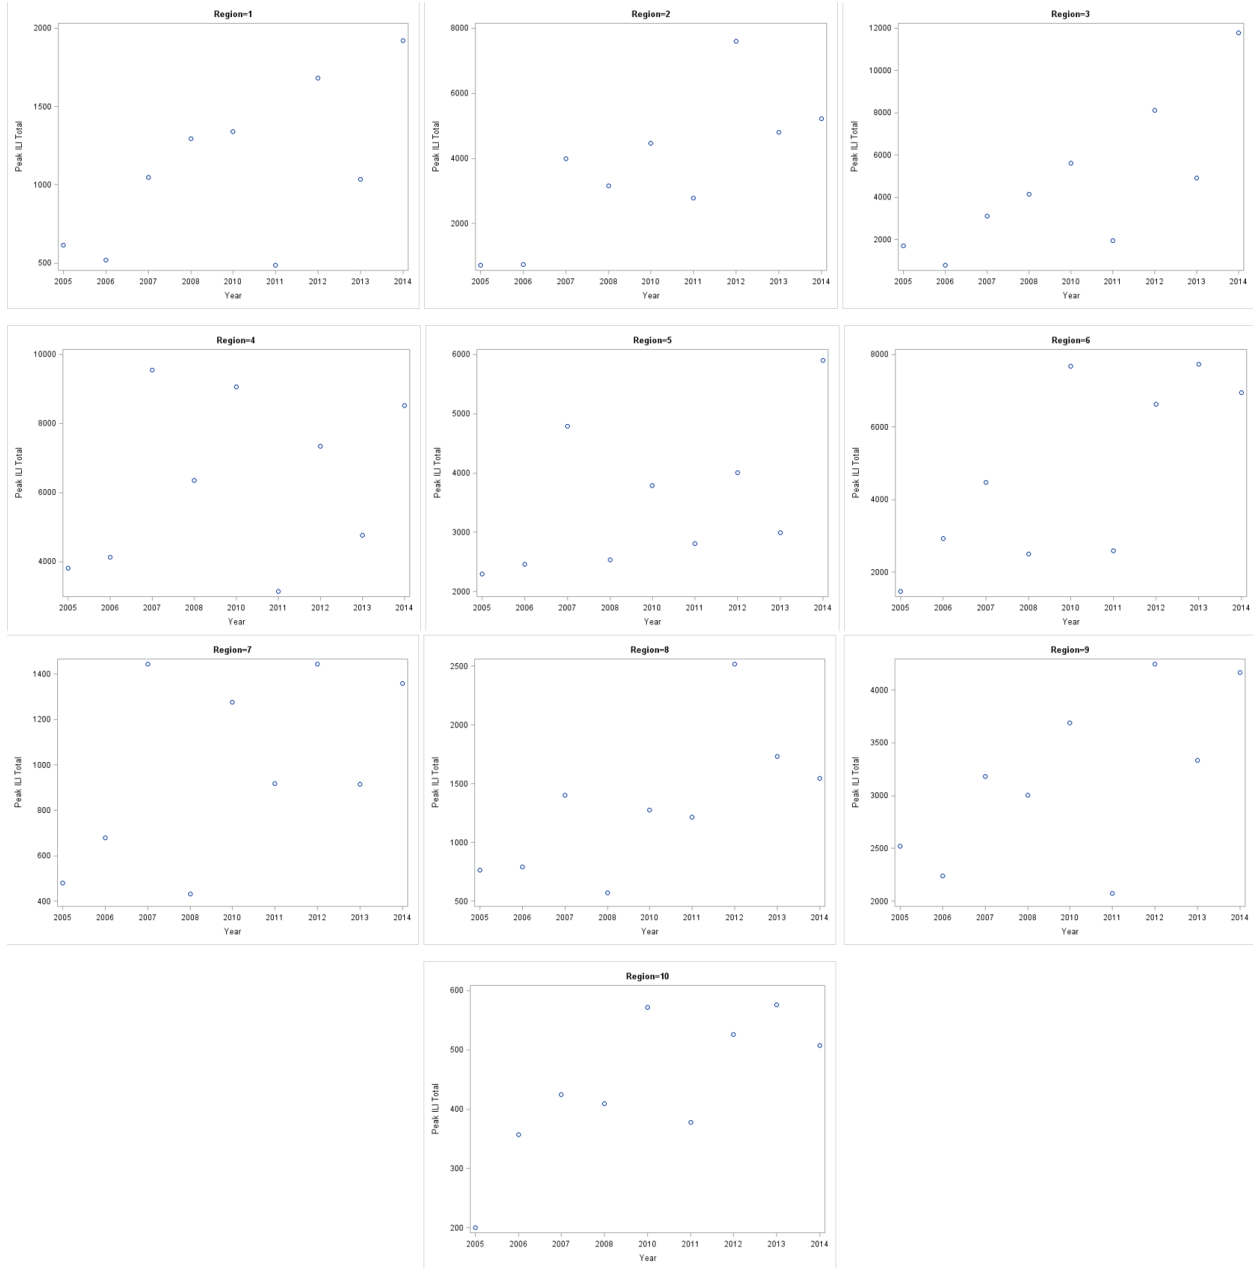 Region=1
2000
1500
1000
500
Peak ILI Total
2005 2006 2007 2008 2010 2011 2012 2013 2014
Year
Region=2
8000
6000
4000
2000
Peak ILI Total
2005 2006 2007 2008 2010 2011 2012 2013 2014
Year
Region=3
12000
10000
8000
6000
4000
2000
Peak ILI Total
2005 2006 2007 2008 2010 2011 2012 2013 2014
Year
Region=4
10000
8000
6000
4000
Peak ILI Total
2005 2006 2007 2008 2010 2011 2012 2013 2014
Year
Region=5
6000
5000
4000
3000
2000
Peak ILI Total
2005 2006 2007 2008 2010 2011 2012 2013 2014
Year
Region=6
8000
6000
4000
2000
Peak ILI Total
2005 2006 2007 2008 2010 2011 2012 2013 2014
Year
Region=7
1400
1200
1000
800
600
400
Peak ILI Total
2005 2006 2007 2008 2010 2011 2012 2013 2014
Year
Region=8
2500
2000
1500
1000
500
Peak ILI Total
2005 2006 2007 2008 2010 2011 2012 2013 2014
Year
Region=9
4000
3500
3000
2500
2000
Peak ILI Total
2005 2006 2007 2008 2010 2011 2012 2013 2014
Year
Region=10
600
500
400
300
200
Peak ILI Total
2005 2006 2007 2008 2010 2011 2012 2013 2014
Year